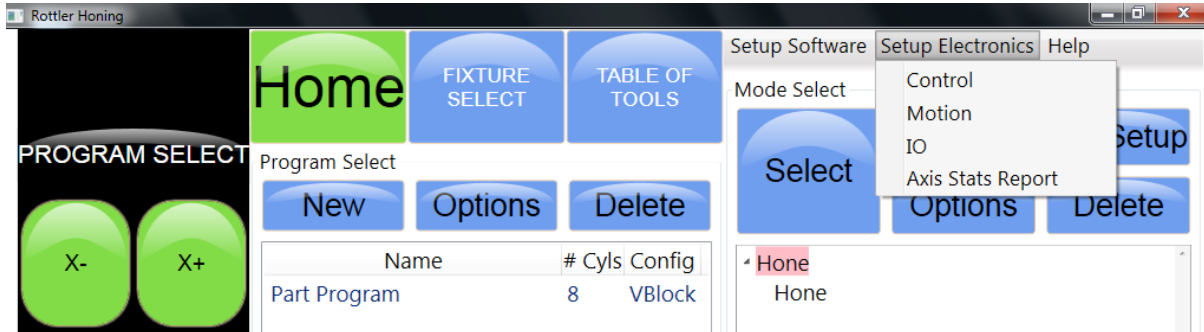 Rottler Honing
PROGRAM SELECT
X-
X+
Home
FIXTURE
SELECT
TABLE OF
TOOLS
Program Select
New
Options
Delete
Name
# Cyls
Config
Part Program
8
VBlock
Setup Software
Setup Electronics
Help
Control
Motion
IO
Axis Stats Report
Mode Select
Select
Setup
Options
Delete
Hone
Hone